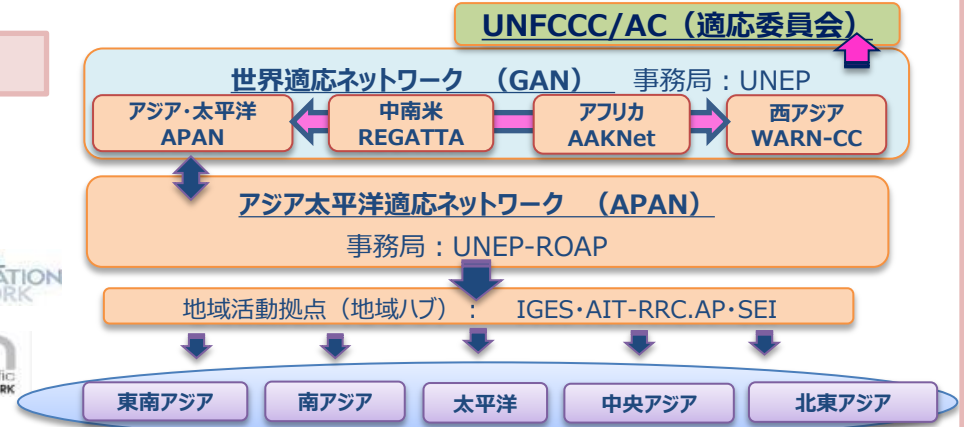 UNFCCC/AC（適応委員会）
世界適応ネットワーク （GAN） 事務局：UNEP
アジア・太平洋
APAN
中南米
REGATTA
アフリカ
AAKNet
西アジア
WARN-CC
アジア太平洋適応ネットワーク （APAN）
事務局：UNEP-ROAP
地域活動拠点（地域ハブ）： IGES・AIT-RRC.AP・SEI
東南アジア
南アジア
太平洋
中央アジア
北東アジア